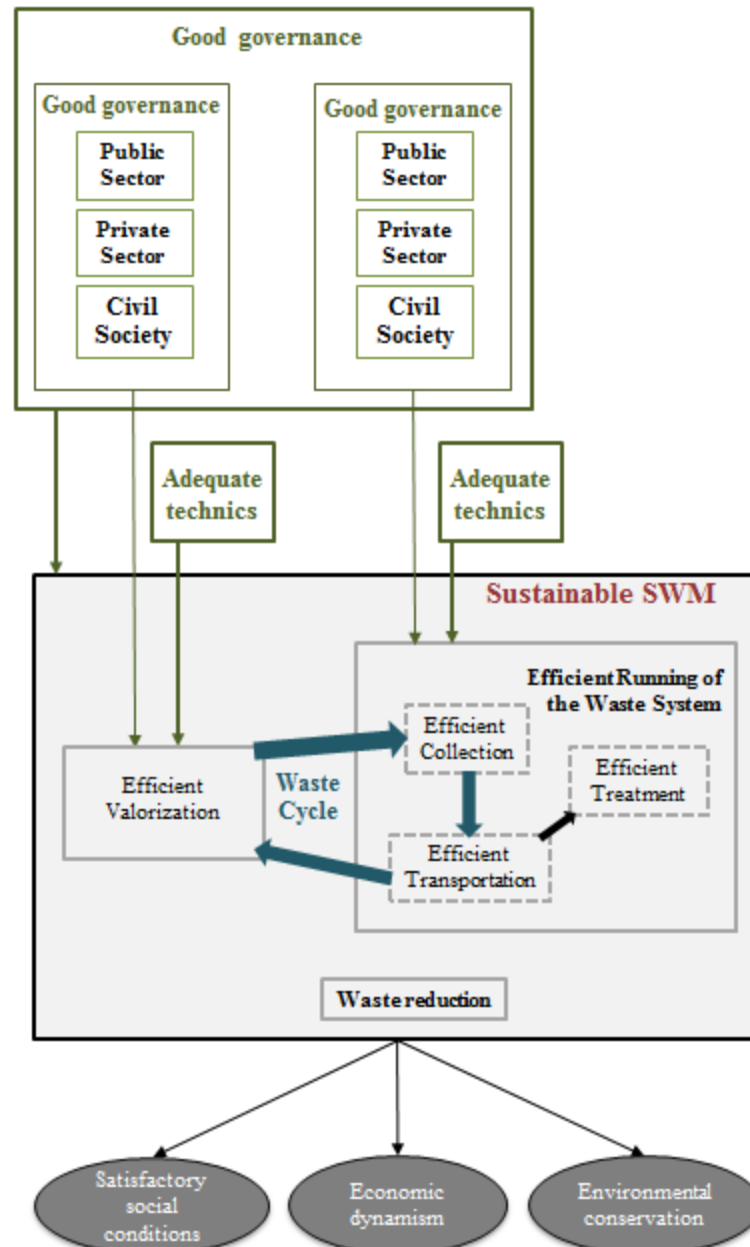 Good governance
Good governance
Public
Sector
Private
Sector
Civil
Society
Good governance
Public
Sector
Private
Sector
Civil
Society
Adequate
technics
Adequate
technics
Sustainable SWM
Efficient Running of
the Waste System
Efficient
Collection
Efficient
Treatment
Efficient
Valorization
Waste
Cycle
Efficient
Transportation
Waste reduction
Satisfactory
social
conditions
Economic
dynamism
Environmental
conservation